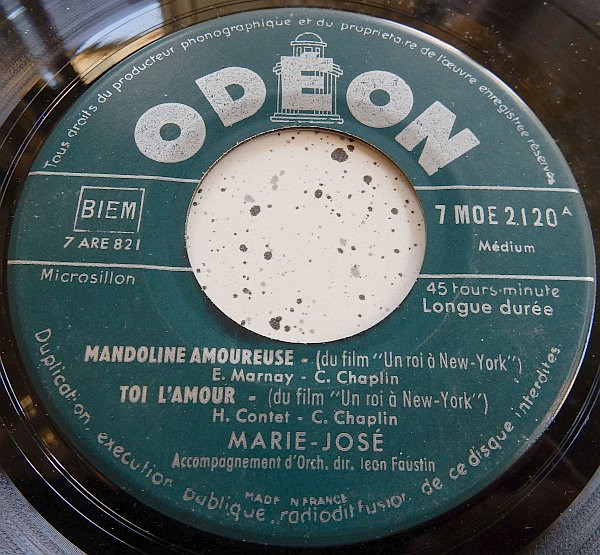 Tous droits du producteur phonographique et du propriétaire de l'œuvre enregistrée réservés
ODEON
BIEM
7 ARE 821
7 MOE 2.120 A
Médium
Microsillon
45 tours-minute
Longue durée
MANDOLINE AMOUREUSE - (du film "Un roi à New-York")
E. Marnay - C. Chaplin
TOI L'AMOUR - (du film "Un roi à New-York")
H. Contet - C. Chaplin
MARIE-JOSÉ
Accompagnement d'Orch. dir. Jean Faustin
MADE IN FRANCE
Duplication, exécution publique, radiodiffusion de ce disque interdites